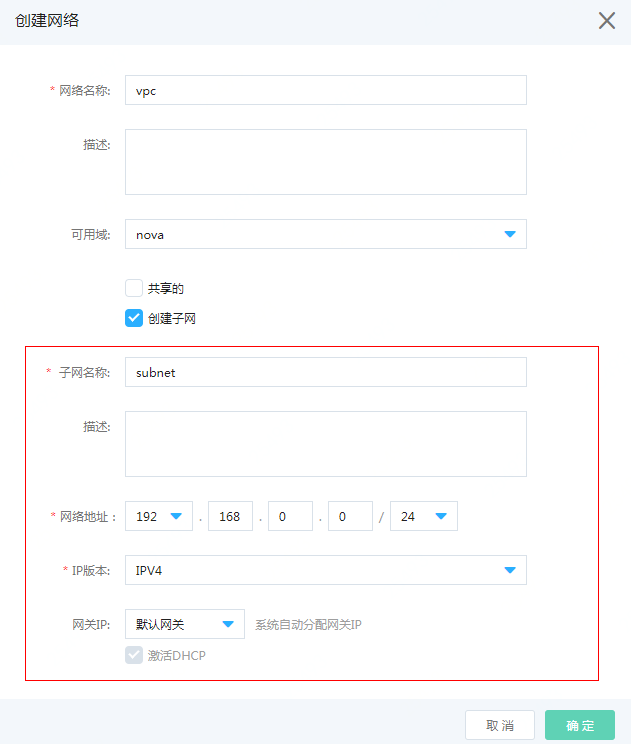 创建网络
* 网络名称: vpc
描述:
可用域: nova
共享的
创建子网
* 子网名称: subnet
描述:
* 网络地址: 192 . 168 . 0 . 0 / 24
* IP版本: IPV4
网关IP: 默认网关 系统自动分配网关IP
激活DHCP
取消 确定